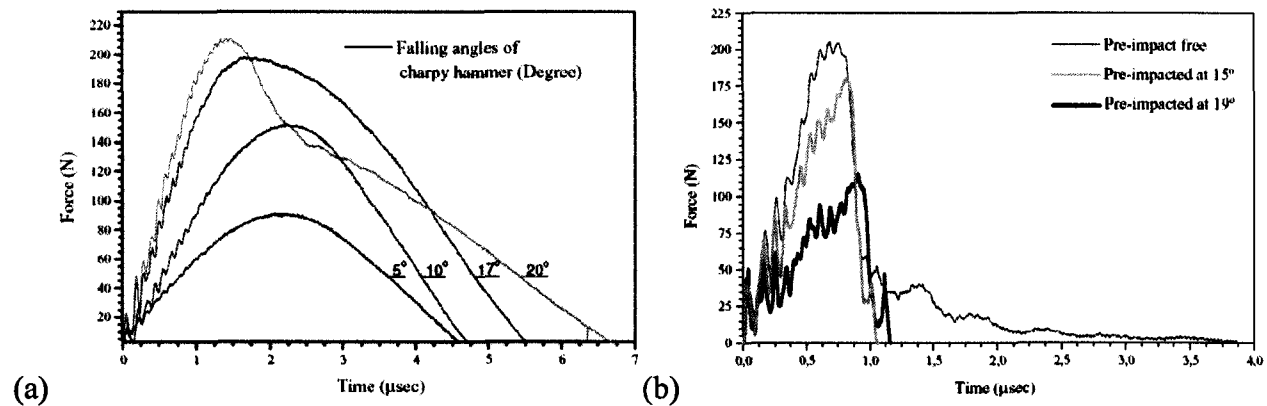 220
200
180
160
140
120
100
80
60
40
20
Force (N)
Falling angles of
charpy hammer (Degree)
5° 10° 17° 20°
0 1 2 3 4 5 6 7
Time (μsec)
(a)
225
200
175
150
125
100
75
50
25
0
Force (N)
Pre-impact free
Pre-impacted at 15º
Pre-impacted at 19º
0,0 0,5 1,0 1,5 2,0 2,5 3,0 3,5 4,0
Time (μsec)
(b)